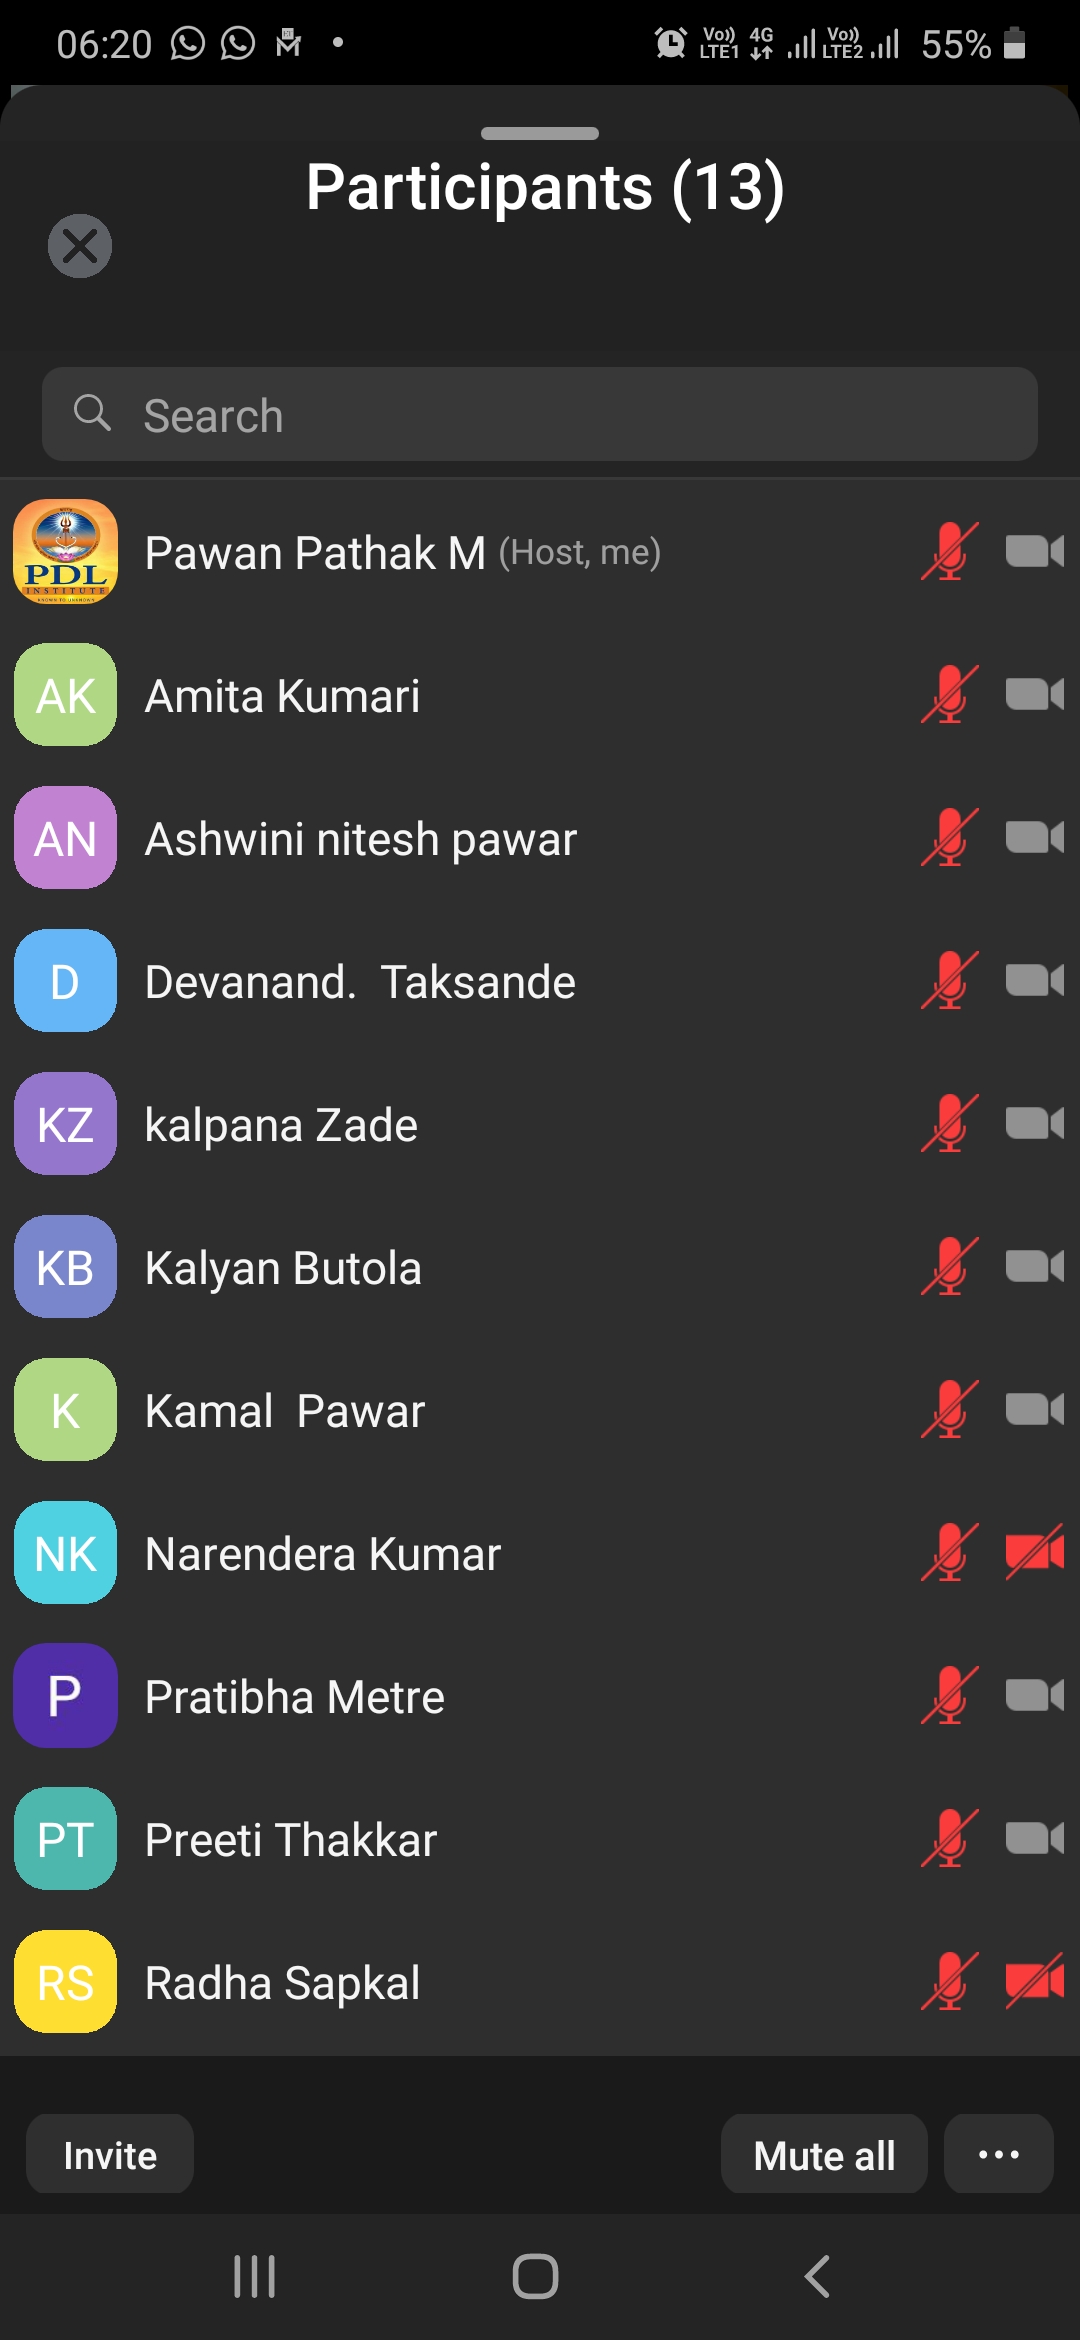 06:20 Vo)) LTE1 4G Vo)) LTE2 55%
Participants (13)
Search
PDL
INSTITUTE
Pawan Pathak M (Host, me)
AK Amita Kumari
AN Ashwini nitesh pawar
D Devanand.  Taksande
KZ kalpana Zade
KB Kalyan Butola
K Kamal  Pawar
NK Narendera Kumar
P Pratibha Metre
PT Preeti Thakkar
RS Radha Sapkal
Invite Mute all ...